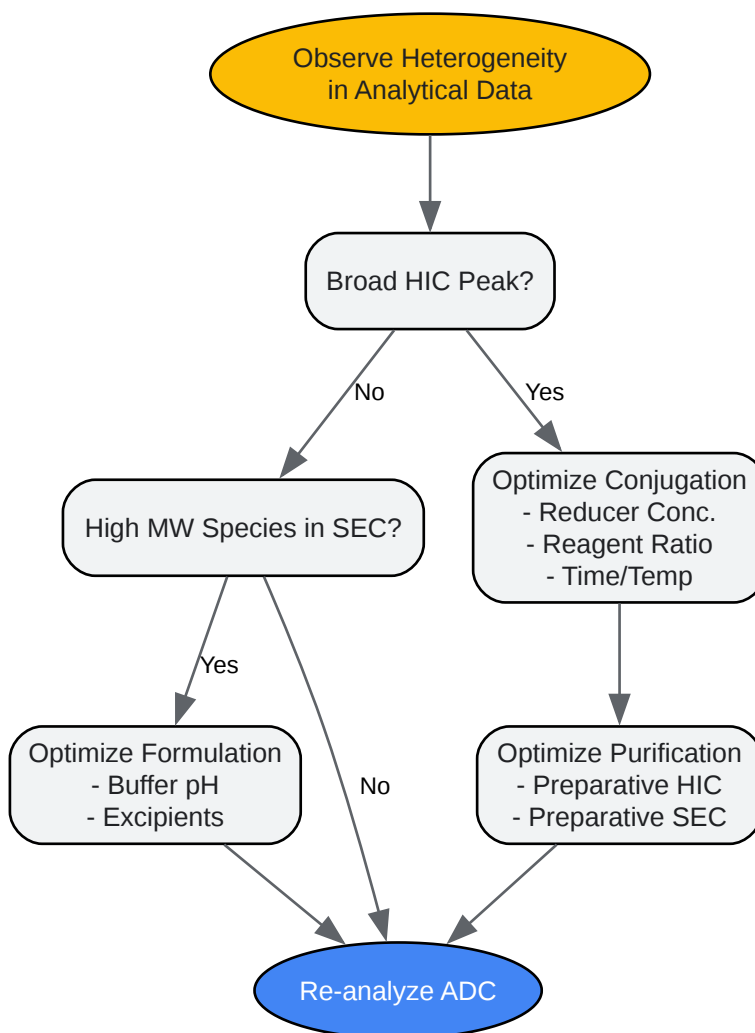 Observe Heterogeneity
in Analytical Data
Broad HIC Peak?
No
Yes
High MW Species in SEC?
Optimize Conjugation
- Reducer Conc.
- Reagent Ratio
- Time/Temp
Yes
No
Optimize Formulation
- Buffer pH
- Excipients
Optimize Purification
- Preparative HIC
- Preparative SEC
Re-analyze ADC